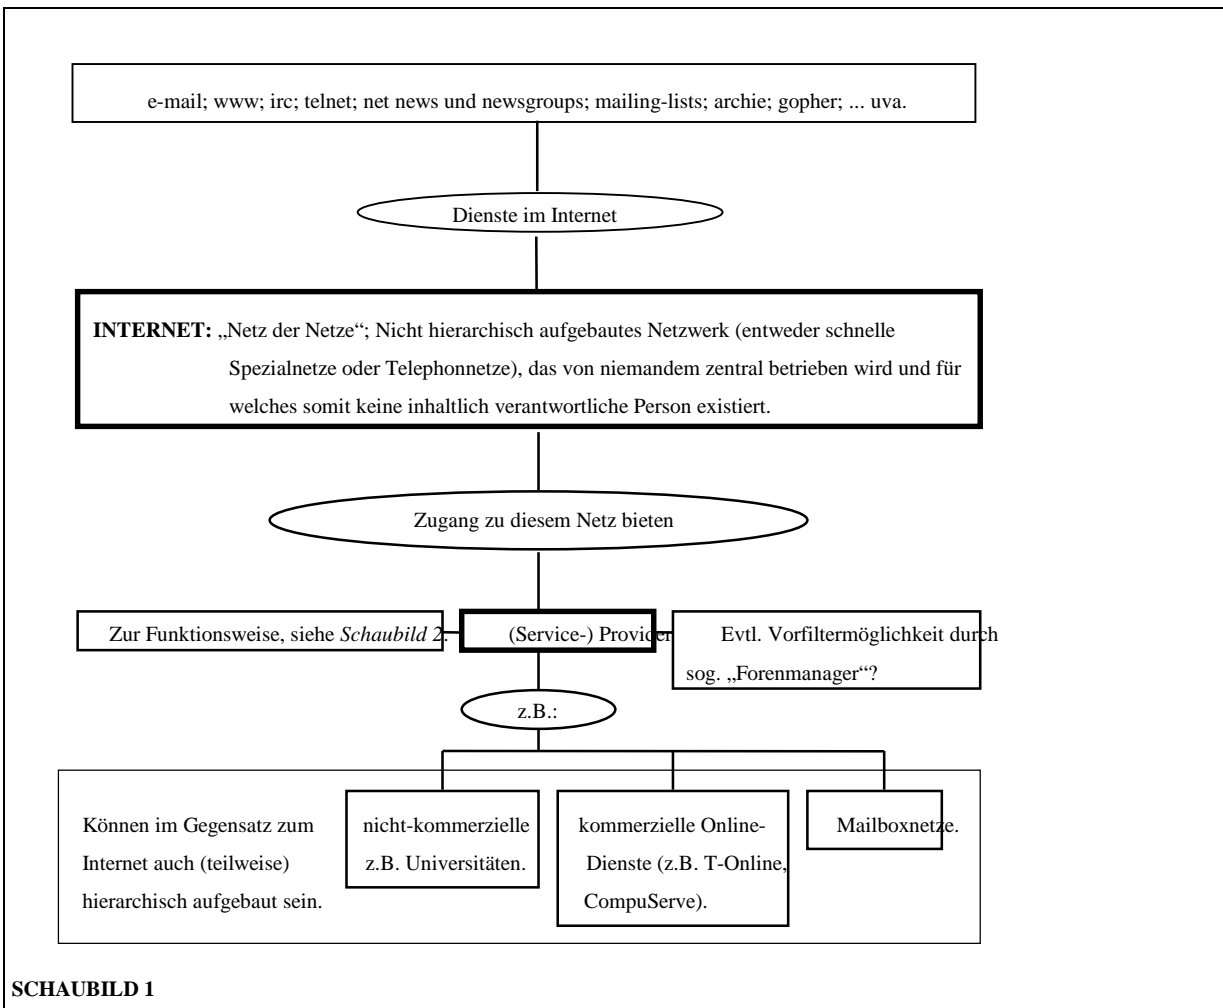 e-mail; www; irc; telnet; net news und newsgroups; mailing-lists; archie; gopher; ... uva.
Dienste im Internet
INTERNET: „Netz der Netze“; Nicht hierarchisch aufgebautes Netzwerk (entweder schnelle
Spezialnetze oder Telephonnetze), das von niemandem zentral betrieben wird und für
welches somit keine inhaltlich verantwortliche Person existiert.
Zugang zu diesem Netz bieten
Zur Funktionsweise, siehe Schaubild 2.
(Service-) Provider
Evtl. Vorfiltermöglichkeit durch
sog. „Forenmanager“?
z.B.:
Können im Gegensatz zum
Internet auch (teilweise)
hierarchisch aufgebaut sein.
nicht-kommerzielle
z.B. Universitäten.
kommerzielle Online-
Dienste (z.B. T-Online,
CompuServe).
Mailboxnetze.
SCHAUBILD 1